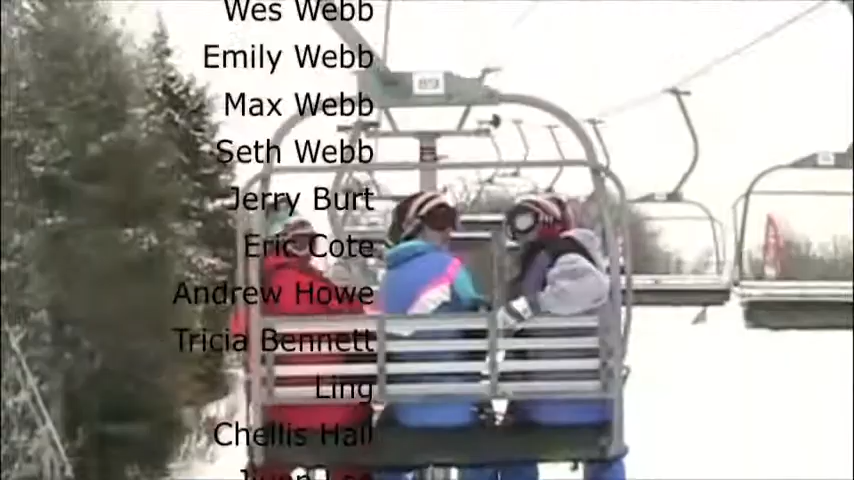 Wes Webb
Emily Webb
Max Webb
Seth Webb
Jerry Burt
Eric Cote
Andrew Howe
Tricia Bennett
Ling
Chellis Hall
89